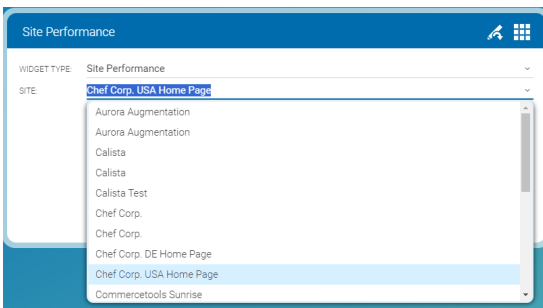 Site Performance
WIDGET TYPE: Site Performance
SITE: Chef Corp. USA Home Page
Aurora Augmentation
Aurora Augmentation
Calista
Calista
Calista Test
Chef Corp.
Chef Corp.
Chef Corp. DE Home Page
Chef Corp. USA Home Page
Commercetools Sunrise